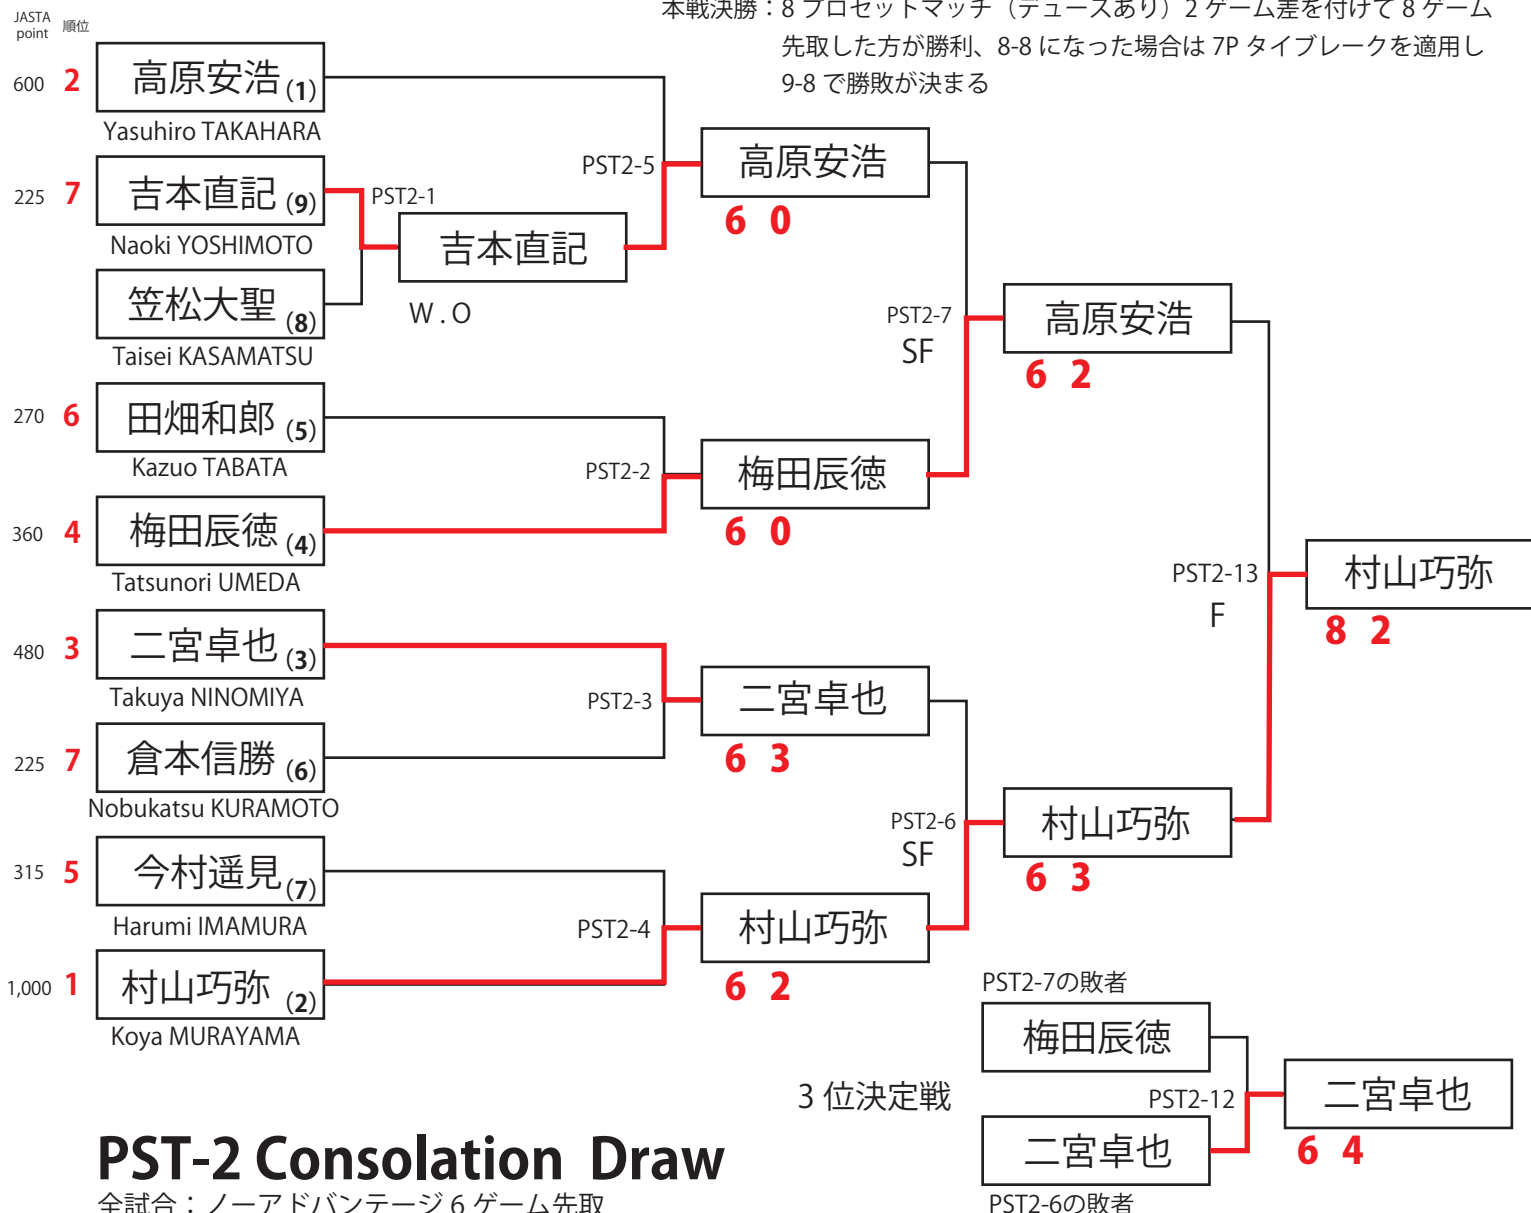 本戦決勝：8 プロセットマッチ（デュースあり）2 ゲーム差を付けて 8 ゲーム
先取した方が勝利、8-8 になった場合は 7P タイブレークを適用し
9-8 で勝敗が決まる
JASTA point
順位
600 2 高原安浩 (1)
Yasuhiro TAKAHARA
225 7 吉本直記 (9)
Naoki YOSHIMOTO
笠松大聖 (8)
Taisei KASAMATSU
270 6 田畑和郎 (5)
Kazuo TABATA
360 4 梅田辰徳 (4)
Tatsunori UMEDA
480 3 二宮卓也 (3)
Takuya NINOMIYA
225 7 倉本信勝 (6)
Nobukatsu KURAMOTO
315 5 今村遥見 (7)
Harumi IMAMURA
1,000 1 村山巧弥 (2)
Koya MURAYAMA
PST2-1
吉本直記
W . O
PST2-5
高原安浩
6 0
PST2-2
梅田辰徳
6 0
PST2-3
二宮卓也
6 3
PST2-4
村山巧弥
6 2
PST2-7
SF
高原安浩
6 2
PST2-6
SF
村山巧弥
6 3
PST2-13
F
村山巧弥
8 2
3 位決定戦
PST2-7の敗者
梅田辰徳
PST2-12
二宮卓也
PST2-6の敗者
二宮卓也
6 4
PST-2 Consolation Draw
全試合：ノーアドバンテージ 6 ゲーム先取